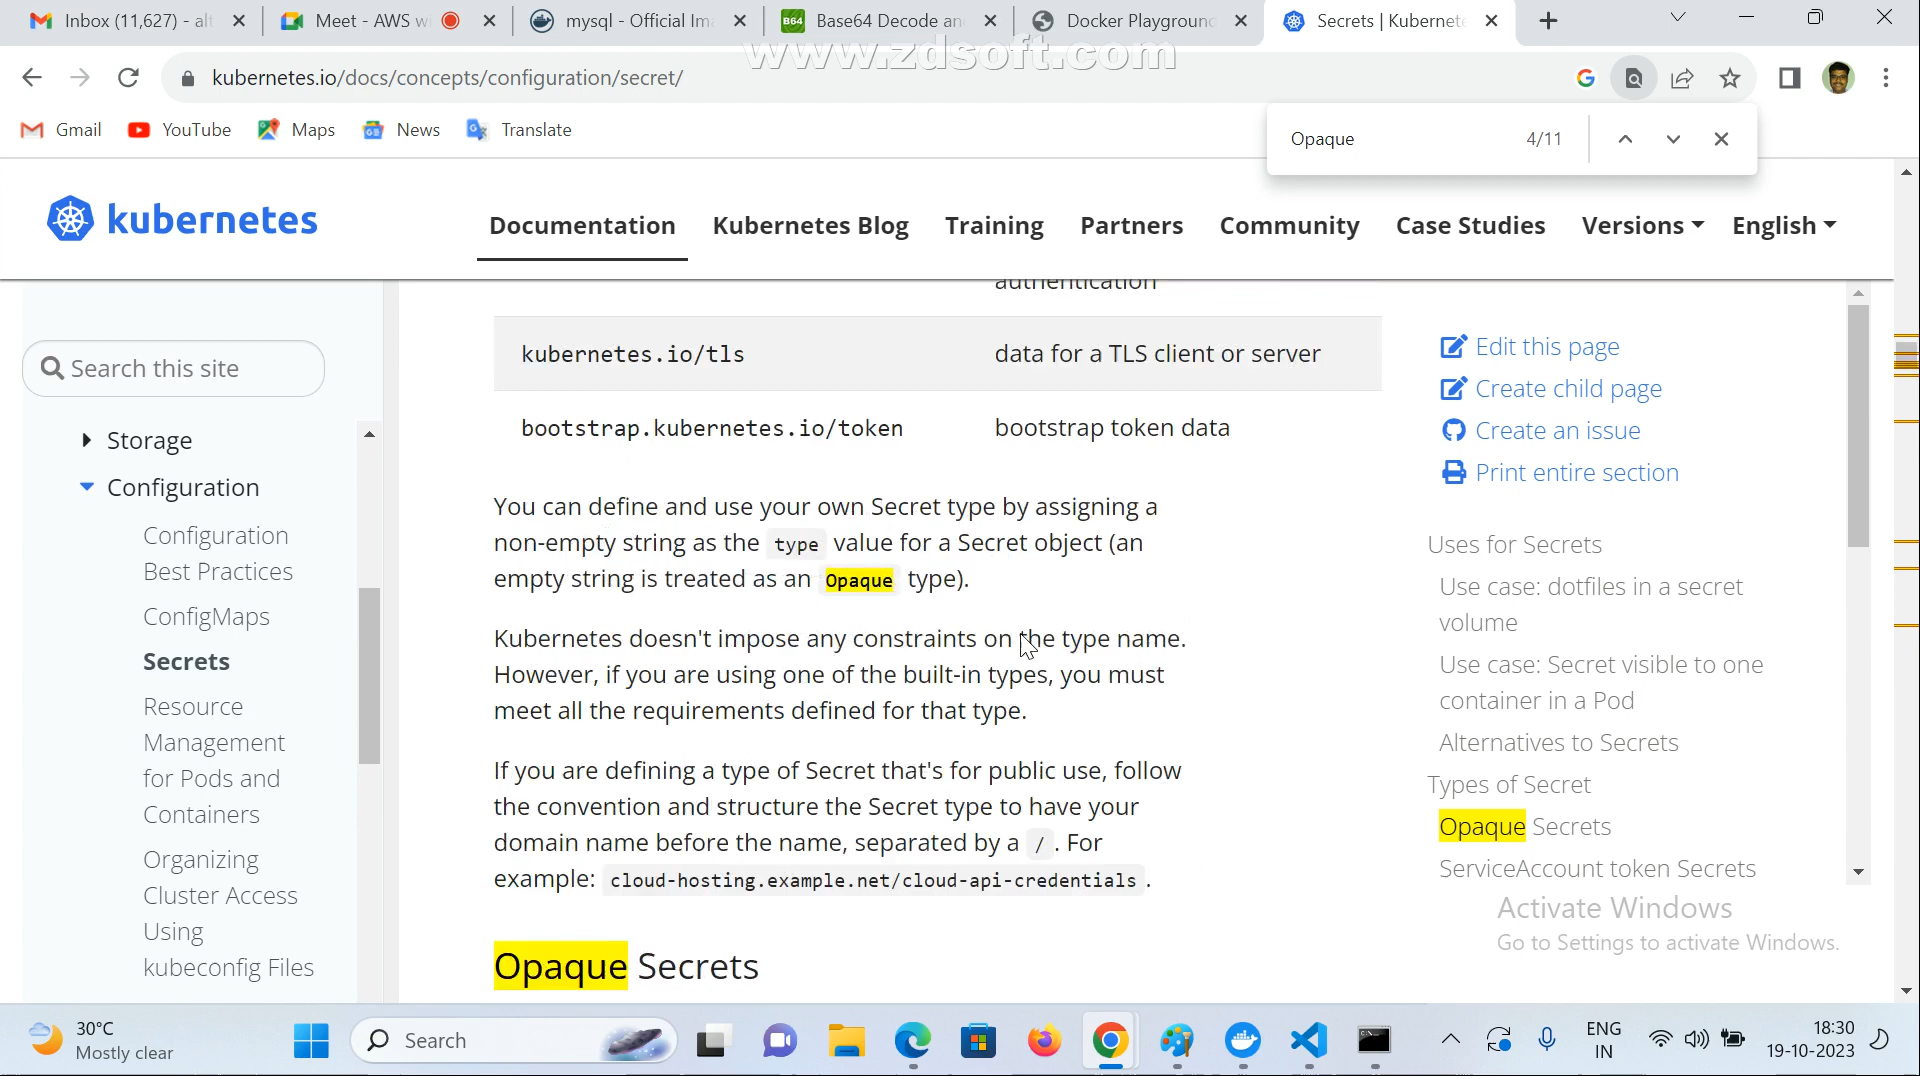 Inbox (11,627) - alt
Meet - AWS w
mysql - Official Im
Base64 Decode an
Docker Playgroun
Secrets | Kubernete
www.zdsoft.com
kubernetes.io/docs/concepts/configuration/secret/
Gmail
YouTube
Maps
News
Translate
Opaque
4/11
kubernetes
Documentation
Kubernetes Blog
Training
Partners
Community
Case Studies
Versions
English
Search this site
Storage
Configuration
Configuration
Best Practices
ConfigMaps
Secrets
Resource
Management
for Pods and
Containers
Organizing
Cluster Access
Using
kubeconfig Files
authentication
kubernetes.io/tls
data for a TLS client or server
bootstrap.kubernetes.io/token
bootstrap token data
You can define and use your own Secret type by assigning a
non-empty string as the type value for a Secret object (an
empty string is treated as an Opaque type).
Kubernetes doesn't impose any constraints on the type name.
However, if you are using one of the built-in types, you must
meet all the requirements defined for that type.
If you are defining a type of Secret that's for public use, follow
the convention and structure the Secret type to have your
domain name before the name, separated by a / . For
example: cloud-hosting.example.net/cloud-api-credentials .
Opaque Secrets
Edit this page
Create child page
Create an issue
Print entire section
Uses for Secrets
Use case: dotfiles in a secret
volume
Use case: Secret visible to one
container in a Pod
Alternatives to Secrets
Types of Secret
Opaque Secrets
ServiceAccount token Secrets
Activate Windows
Go to Settings to activate Windows.
30°C
Mostly clear
Search
ENG
IN
18:30
19-10-2023